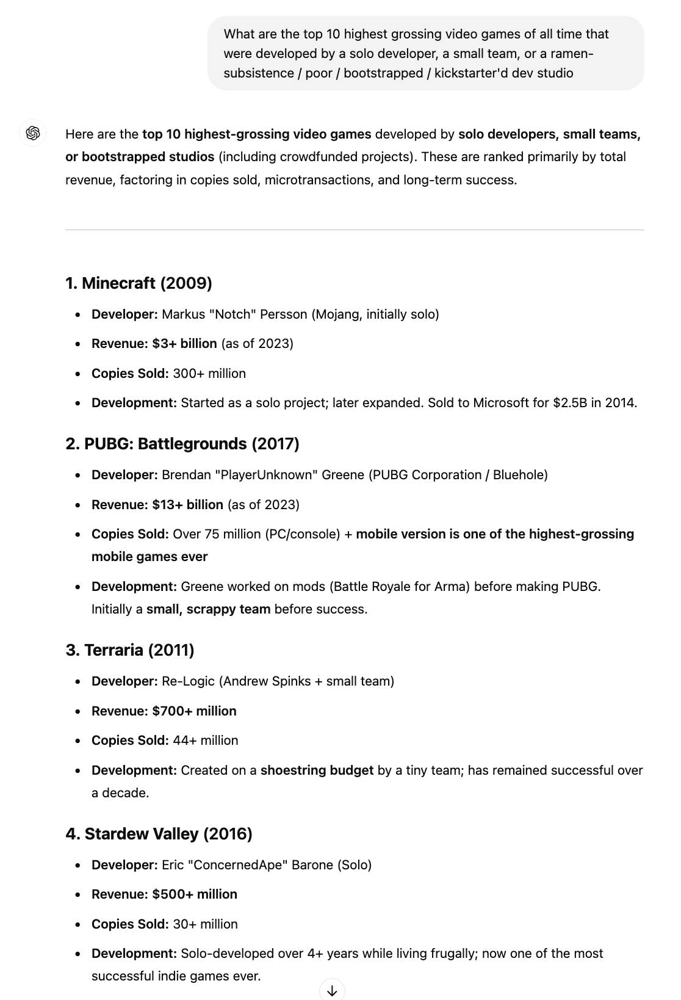 What are the top 10 highest grossing video games of all time that
were developed by a solo developer, a small team, or a ramen-
subsistence / poor / bootstrapped / kickstarter'd dev studio
Here are the top 10 highest-grossing video games developed by solo developers, small teams,
or bootstrapped studios (including crowdfunded projects). These are ranked primarily by total
revenue, factoring in copies sold, microtransactions, and long-term success.
1. Minecraft (2009)
• Developer: Markus "Notch" Persson (Mojang, initially solo)
• Revenue: $3+ billion (as of 2023)
• Copies Sold: 300+ million
• Development: Started as a solo project; later expanded. Sold to Microsoft for $2.5B in 2014.
2. PUBG: Battlegrounds (2017)
• Developer: Brendan "PlayerUnknown" Greene (PUBG Corporation / Bluehole)
• Revenue: $13+ billion (as of 2023)
• Copies Sold: Over 75 million (PC/console) + mobile version is one of the highest-grossing
mobile games ever
• Development: Greene worked on mods (Battle Royale for Arma) before making PUBG.
Initially a small, scrappy team before success.
3. Terraria (2011)
• Developer: Re-Logic (Andrew Spinks + small team)
• Revenue: $700+ million
• Copies Sold: 44+ million
• Development: Created on a shoestring budget by a tiny team; has remained successful over
a decade.
4. Stardew Valley (2016)
• Developer: Eric "ConcernedApe" Barone (Solo)
• Revenue: $500+ million
• Copies Sold: 30+ million
• Development: Solo-developed over 4+ years while living frugally; now one of the most
successful indie games ever.